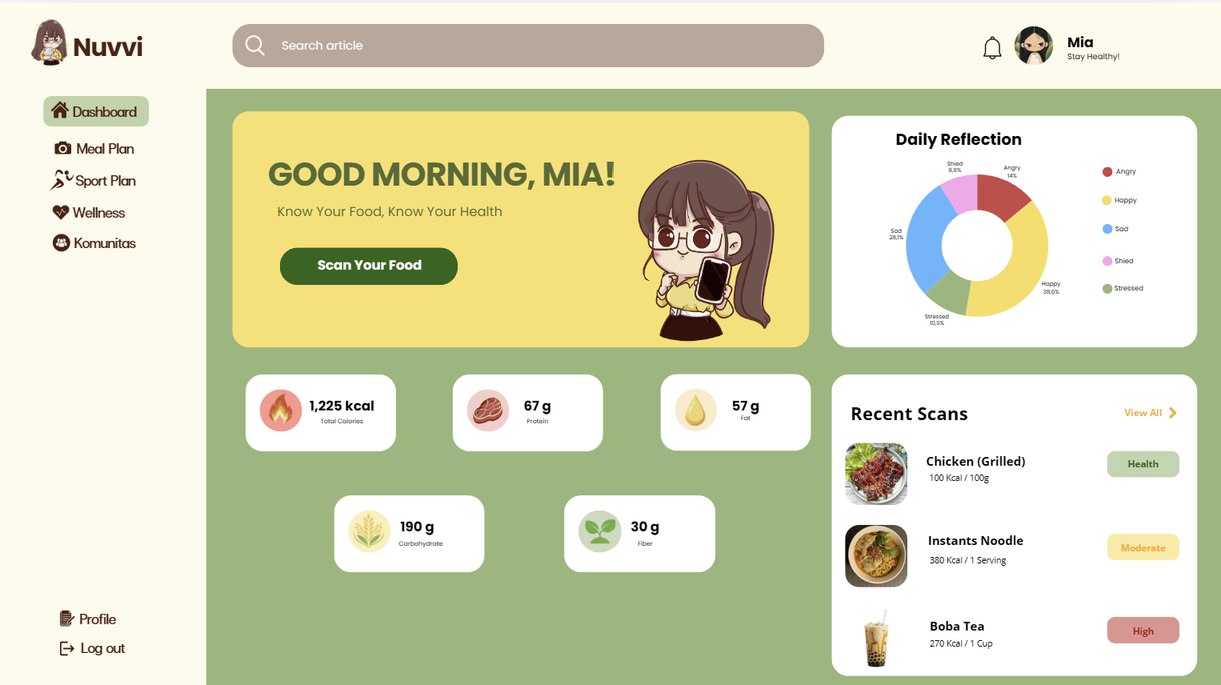 Nuvvi
Search article
Mia
Stay Healthy!
Dashboard
Meal Plan
Sport Plan
Wellness
Komunitas
Profile
Log out
GOOD MORNING, MIA!
Know Your Food, Know Your Health
Scan Your Food
Daily Reflection
Shied
8,8%
Angry
14%
Sad
28,1%
Happy
38,6%
Stressed
10,5%
Angry
Happy
Sad
Shied
Stressed
1,225 kcal
Total Calories
67 g
Protein
57 g
Fat
190 g
Carbohydrate
30 g
Fiber
Recent Scans
View All
Chicken (Grilled)
100 Kcal / 100g
Health
Instants Noodle
380 Kcal / 1 Serving
Moderate
Boba Tea
270 Kcal / 1 Cup
High